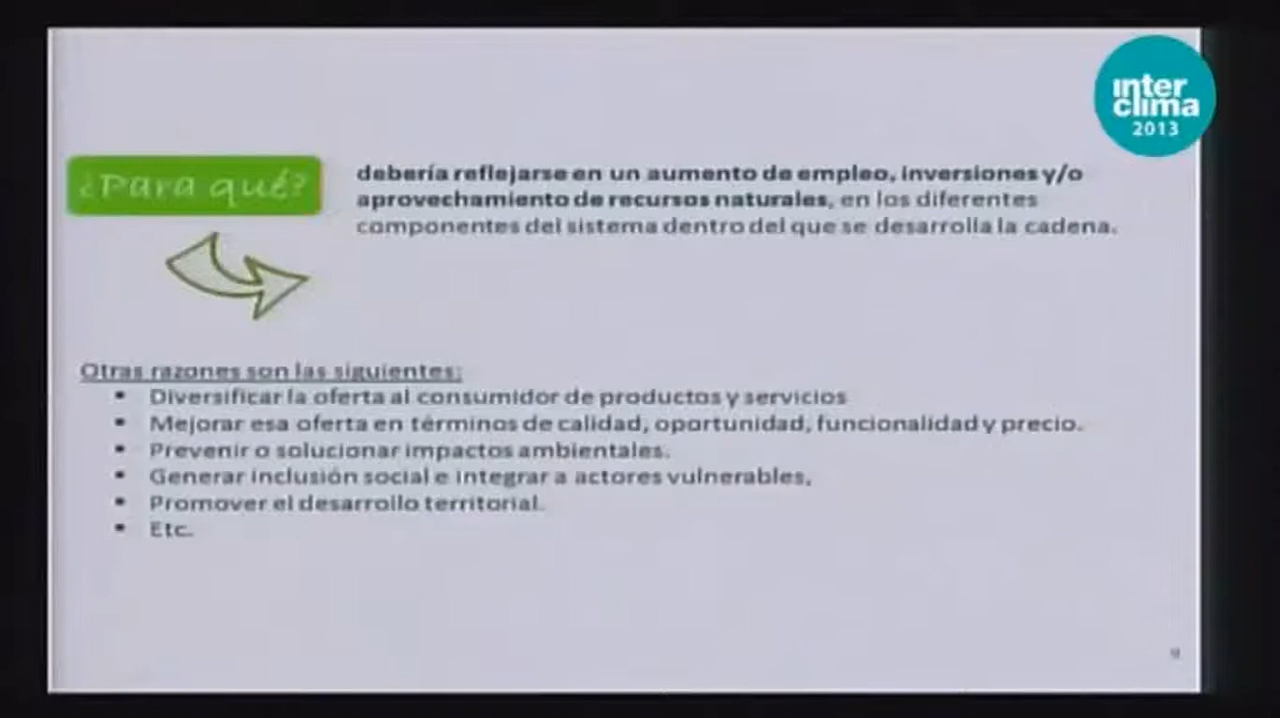 inter
clima
2013
¿Para qué?
debería reflejarse en un aumento de empleo, inversiones y/o
aprovechamiento de recursos naturales, en los diferentes
componentes del sistema dentro del que se desarrolla la cadena.
Otras razones son las siguientes:
▪ Diversificar la oferta al consumidor de productos y servicios
▪ Mejorar esa oferta en términos de calidad, oportunidad, funcionalidad y precio.
▪ Prevenir o solucionar impactos ambientales.
▪ Generar inclusión social e integrar a actores vulnerables.
▪ Promover el desarrollo territorial.
▪ Etc.